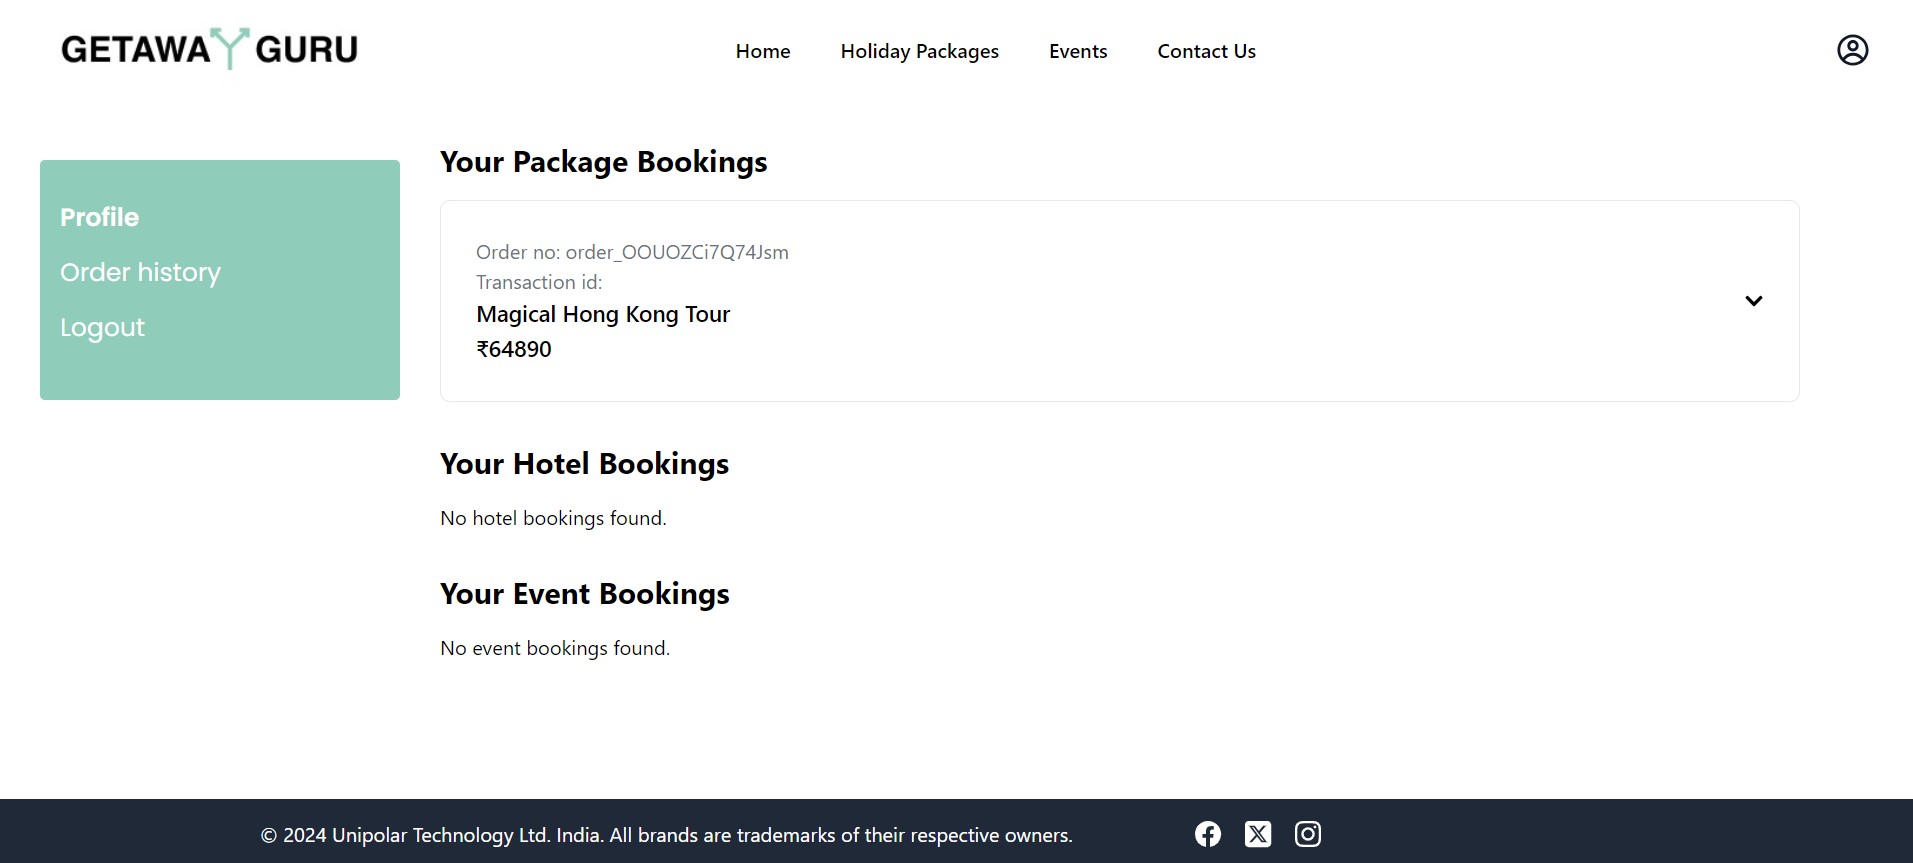 GETAWAY GURU
Home Holiday Packages Events Contact Us
Profile
Order history
Logout
Your Package Bookings
Order no: order_OOUOZCi7Q74Jsm
Transaction id:
Magical Hong Kong Tour
₹64890
Your Hotel Bookings
No hotel bookings found.
Your Event Bookings
No event bookings found.
© 2024 Unipolar Technology Ltd. India. All brands are trademarks of their respective owners.